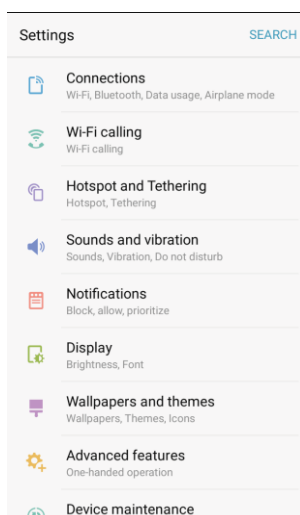 Settings
SEARCH
Connections
Wi-Fi, Bluetooth, Data usage, Airplane mode
Wi-Fi calling
Wi-Fi calling
Hotspot and Tethering
Hotspot, Tethering
Sounds and vibration
Sounds, Vibration, Do not disturb
Notifications
Block, allow, prioritize
Display
Brightness, Font
Wallpapers and themes
Wallpapers, Themes, Icons
Advanced features
One-handed operation
Device maintenance